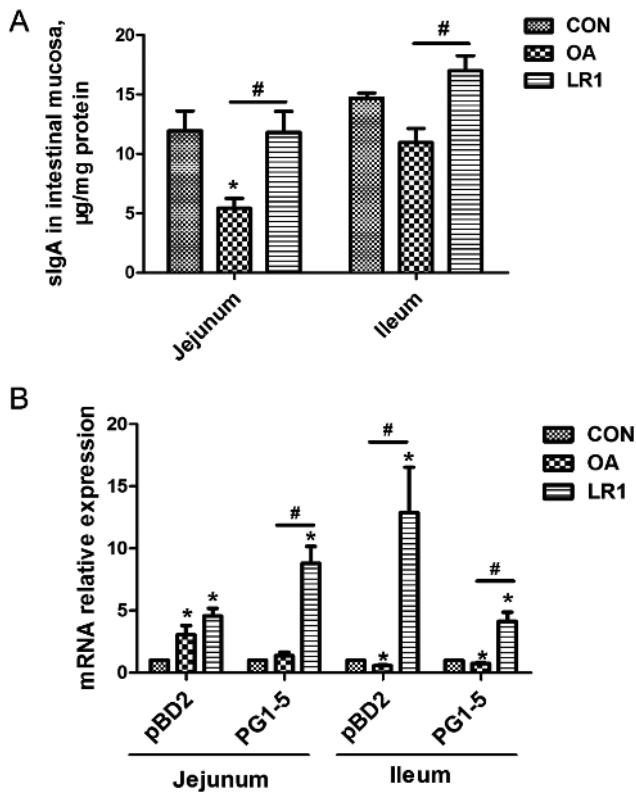 A
sIgA in intestinal mucosa,
µg/mg protein
20
15
10
5
0
*
#
#
CON
OA
LR1
Jejunum
Ileum
B
mRNA relative expression
20
15
10
5
0
*
*
#
*
#
*
*
#
*
*
CON
OA
LR1
pBD2
PG1-5
pBD2
PG1-5
Jejunum
Ileum